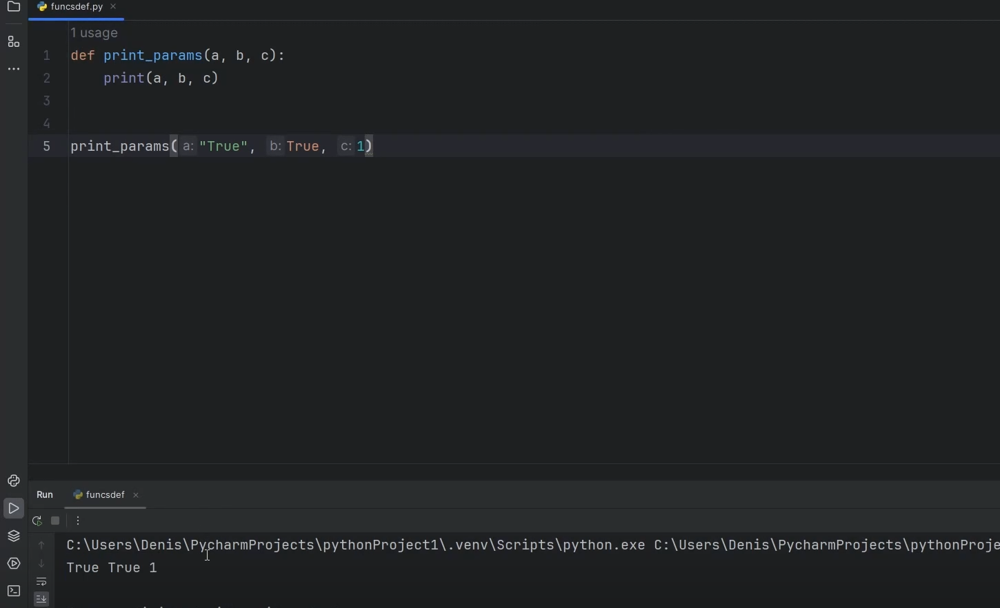 funcsdef.py
1 usage
1 def print_params(a, b, c):
2 print(a, b, c)
3
4
5 print_params( a: "True", b: True, c: 1)
Run funcsdef
C:\Users\Denis\PycharmProjects\pythonProject1\.venv\Scripts\python.exe C:\Users\Denis\PycharmProjects\pythonProje
True True 1